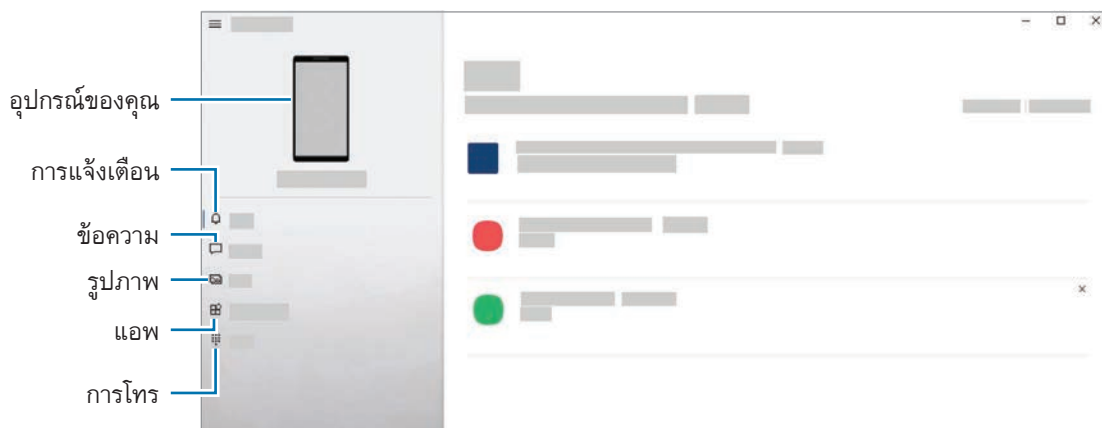 อุปกรณ์ของคุณ
การแจ้งเตือน
ข้อความ
รูปภาพ
แอพ
การโทร